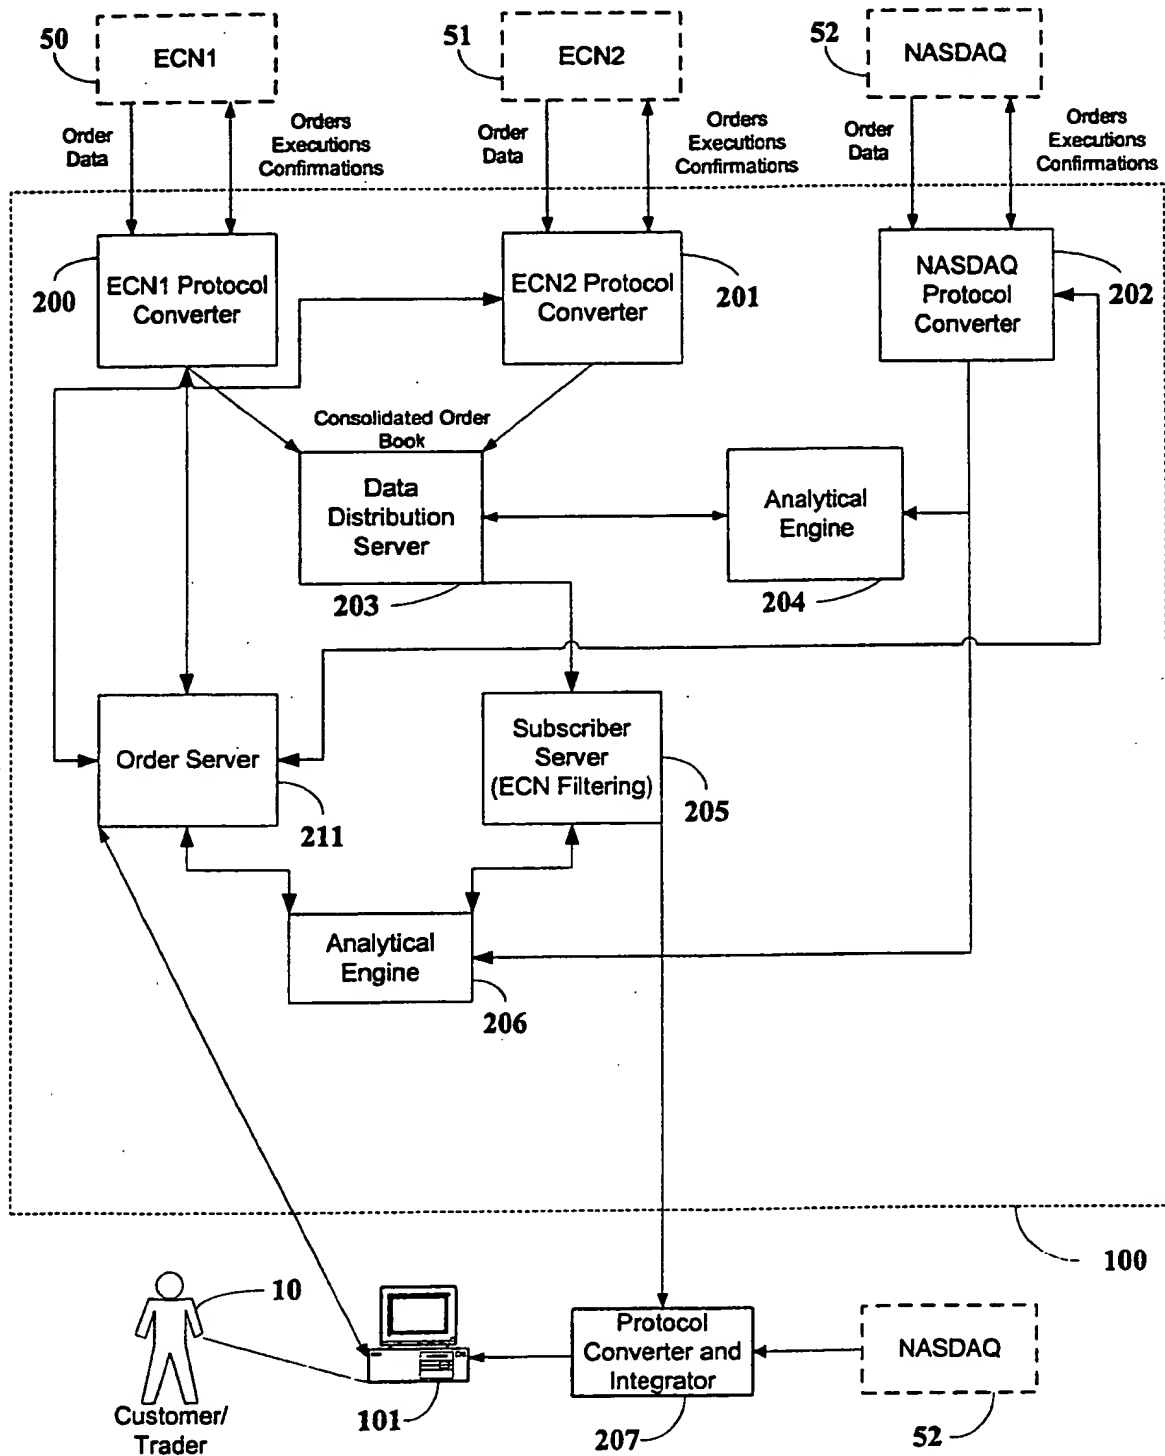 50
ECN1
51
ECN2
52
NASDAQ
Order
Data
Orders
Executions
Confirmations
Order
Data
Orders
Executions
Confirmations
Order
Data
Orders
Executions
Confirmations
200
ECN1 Protocol
Converter
ECN2 Protocol
Converter
201
NASDAQ
Protocol
Converter
202
Consolidated Order
Book
Data
Distribution
Server
203
Analytical
Engine
204
Order Server
211
Subscriber
Server
(ECN Filtering)
205
Analytical
Engine
206
100
10
Customer/
Trader
101
Protocol
Converter and
Integrator
207
NASDAQ
52